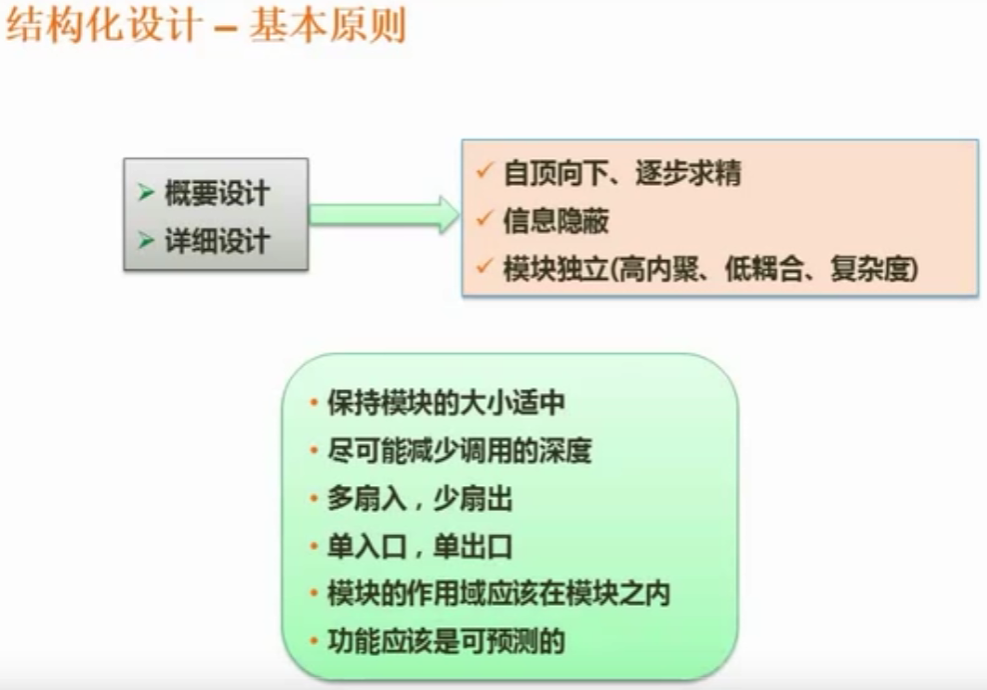 结构化设计 – 基本原则
概要设计
详细设计
自顶向下、逐步求精
信息隐蔽
模块独立(高内聚、低耦合、复杂度)
保持模块的大小适中
尽可能减少调用的深度
多扇入，少扇出
单入口，单出口
模块的作用域应该在模块之内
功能应该是可预测的